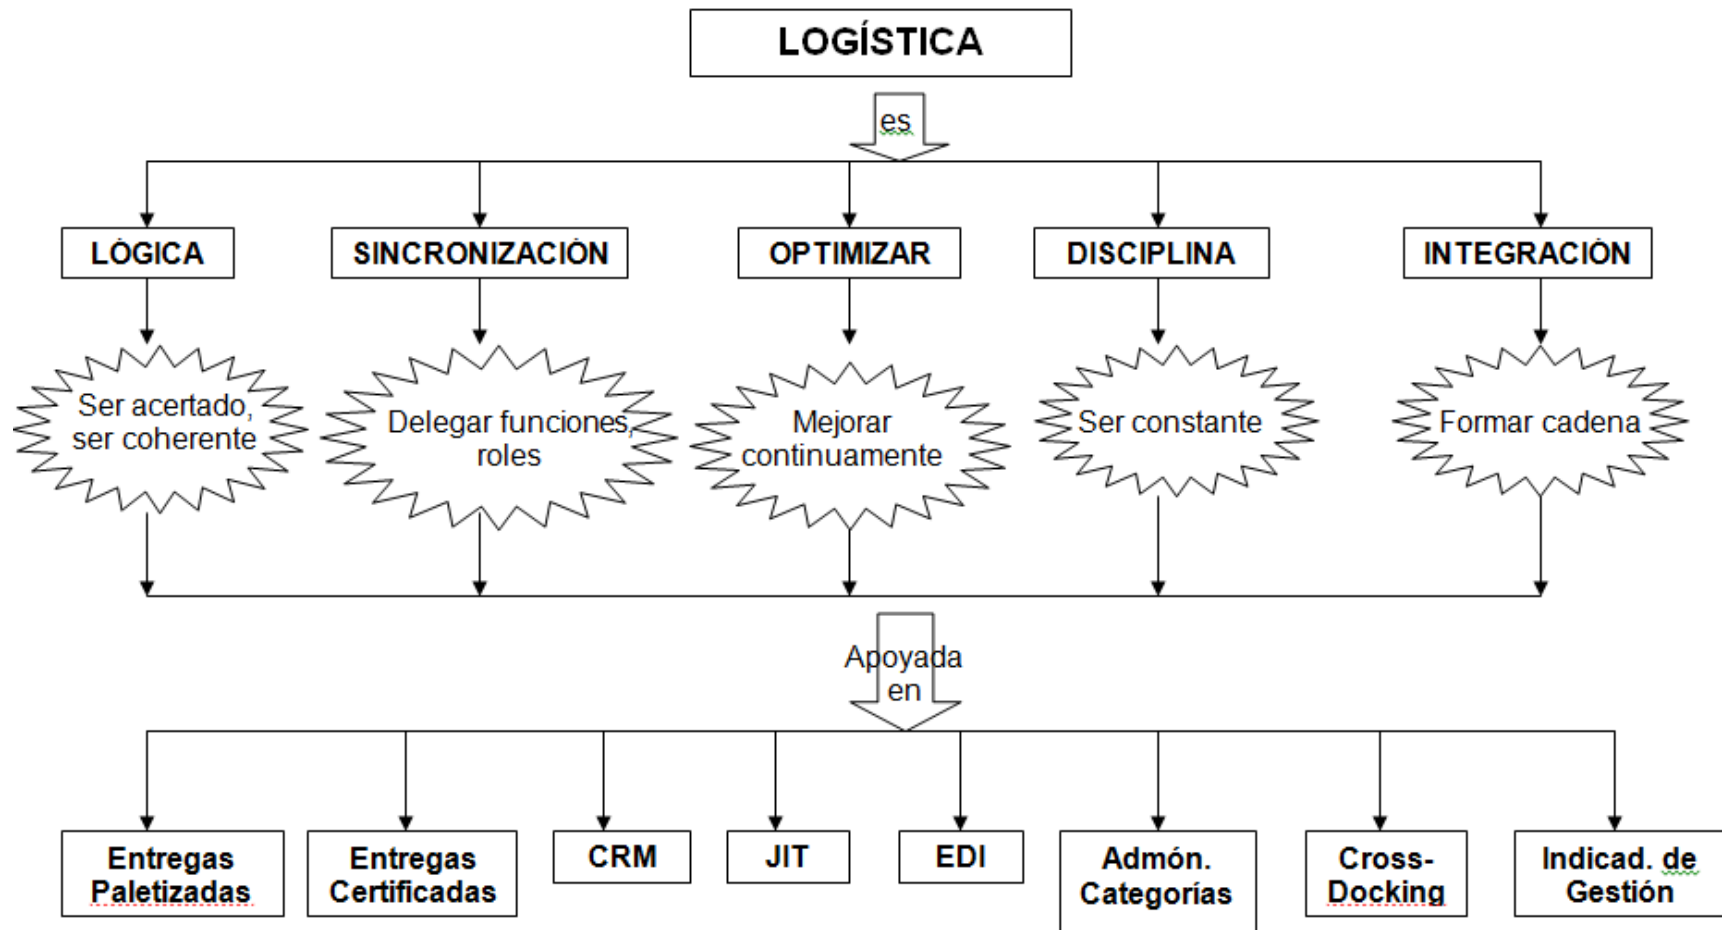 LOGÍSTICA
es
LÓGICA
SINCRONIZACIÓN
OPTIMIZAR
DISCIPLINA
INTEGRACIÓN
Ser acertado,
ser coherente
Delegar funciones,
roles
Mejorar
continuamente
Ser constante
Formar cadena
Apoyada
en
Entregas
Paletizadas
Entregas
Certificadas
CRM
JIT
EDI
Admón.
Categorías
Cross-
Docking
Indicad. de
Gestión